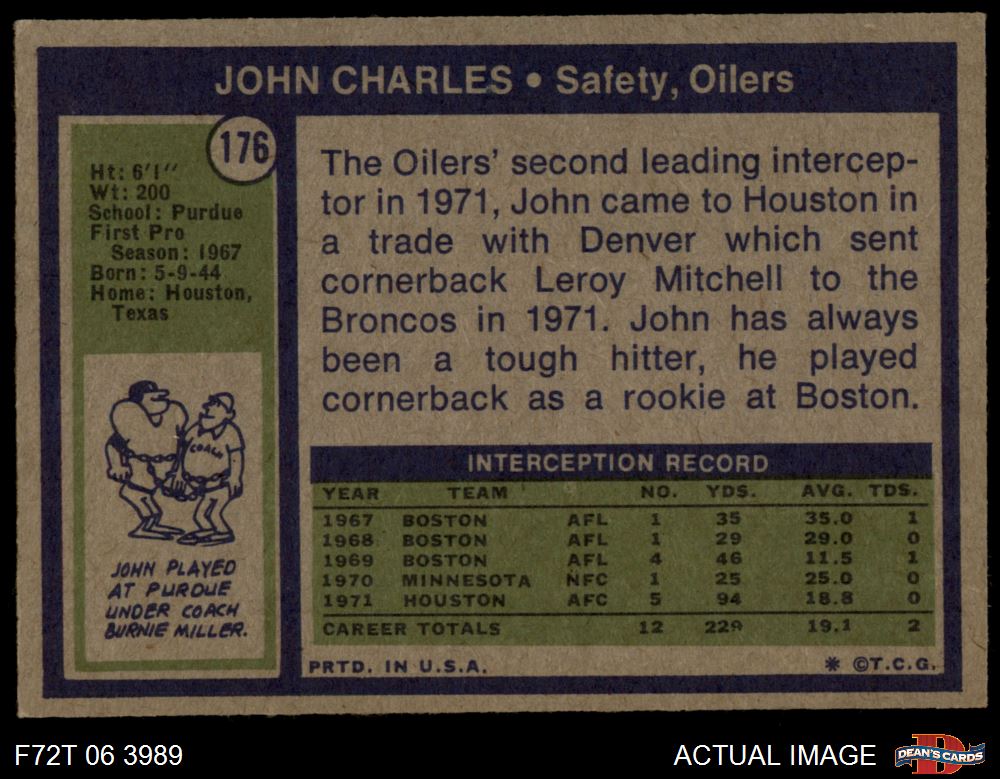 JOHN CHARLES • Safety, Oilers
176
Ht: 6'1"
Wt: 200
School: Purdue
First Pro
Season: 1967
Born: 5-9-44
Home: Houston,
Texas
COACH
JOHN PLAYED
AT PURDUE
UNDER COACH
BURNIE MILLER.
The Oilers' second leading intercep-
tor in 1971, John came to Houston in
a trade with Denver which sent
cornerback Leroy Mitchell to the
Broncos in 1971. John has always
been a tough hitter, he played
cornerback as a rookie at Boston.
INTERCEPTION RECORD
YEAR TEAM NO. YDS. AVG. TDS.
1967 BOSTON AFL 1 35 35.0 1
1968 BOSTON AFL 1 29 29.0 0
1969 BOSTON AFL 4 46 11.5 1
1970 MINNESOTA NFC 1 25 25.0 0
1971 HOUSTON AFC 5 94 18.8 0
CAREER TOTALS 12 229 19.1 2
PRTD. IN U.S.A. * ©T.C.G.
F72T 06 3989
ACTUAL IMAGE
DEAN'S CARDS